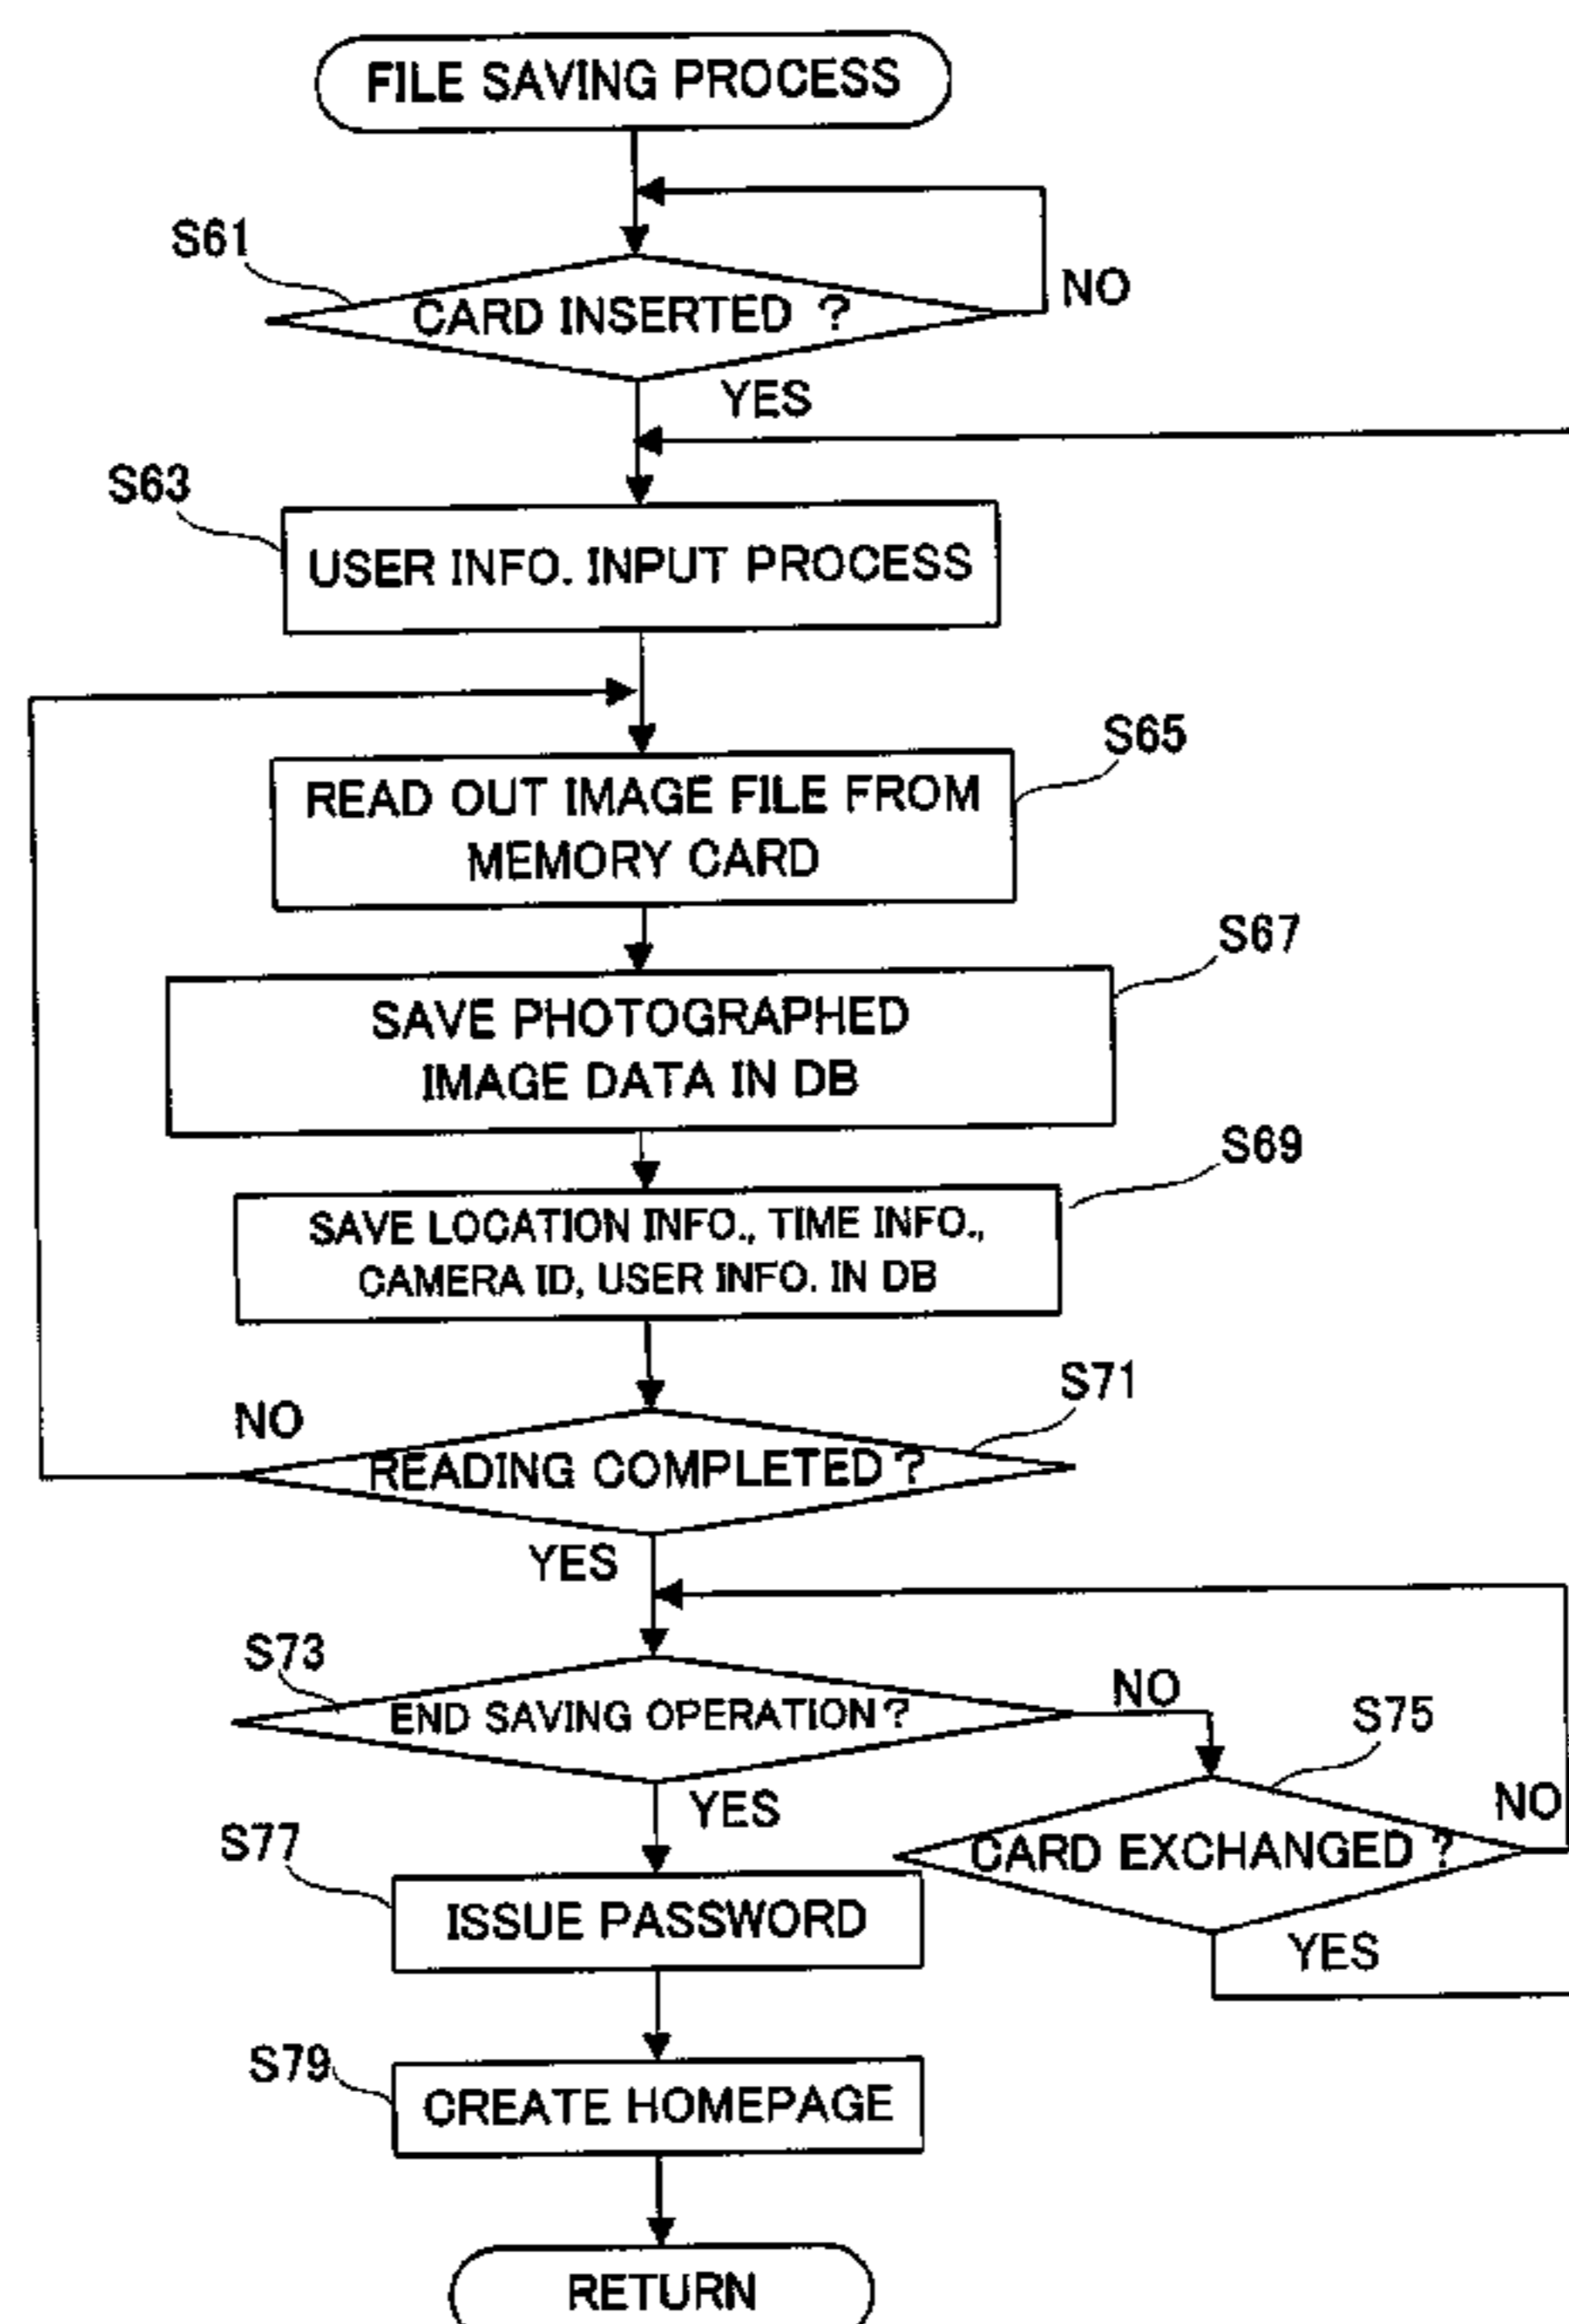 FILE SAVING PROCESS
S61
CARD INSERTED ?
NO
YES
S63
USER INFO. INPUT PROCESS
S65
READ OUT IMAGE FILE FROM
MEMORY CARD
S67
SAVE PHOTOGRAPHED
IMAGE DATA IN DB
S69
SAVE LOCATION INFO., TIME INFO.,
CAMERA ID, USER INFO. IN DB
S71
NO
READING COMPLETED ?
YES
S73
END SAVING OPERATION ?
NO
S75
YES
NO
S77
CARD EXCHANGED ?
ISSUE PASSWORD
YES
S79
CREATE HOMEPAGE
RETURN